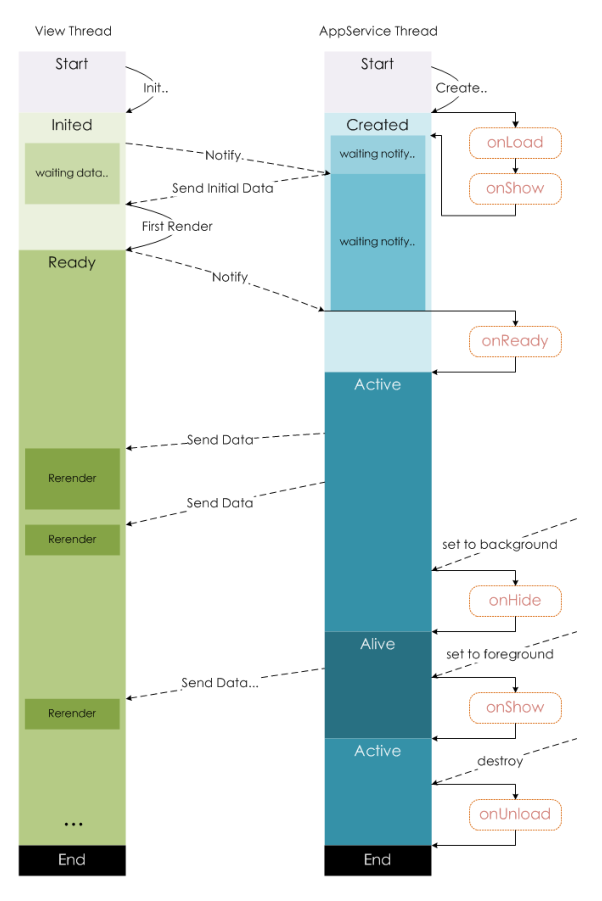 View Thread
AppService Thread
Start
Start
Init..
Create..
Inited
Created
onLoad
waiting notify..
Notify
waiting data..
Send Initial Data
onShow
First Render
waiting notify..
Ready
Notify
onReady
Active
Send Data
Rerender
Send Data
Rerender
set to background
onHide
Alive
set to foreground
Send Data...
onShow
Rerender
Active
destroy
onUnload
...
End
End